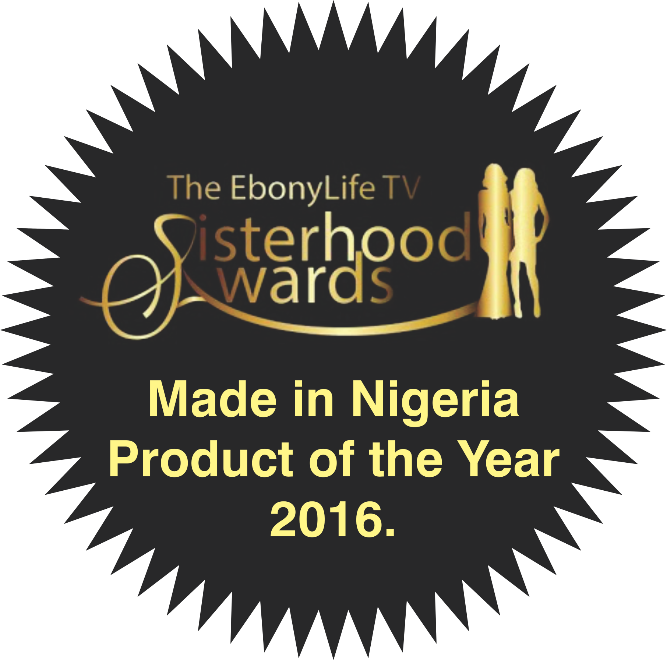 The EbonyLife TV
Sisterhood
Awards
Made in Nigeria
Product of the Year
2016.